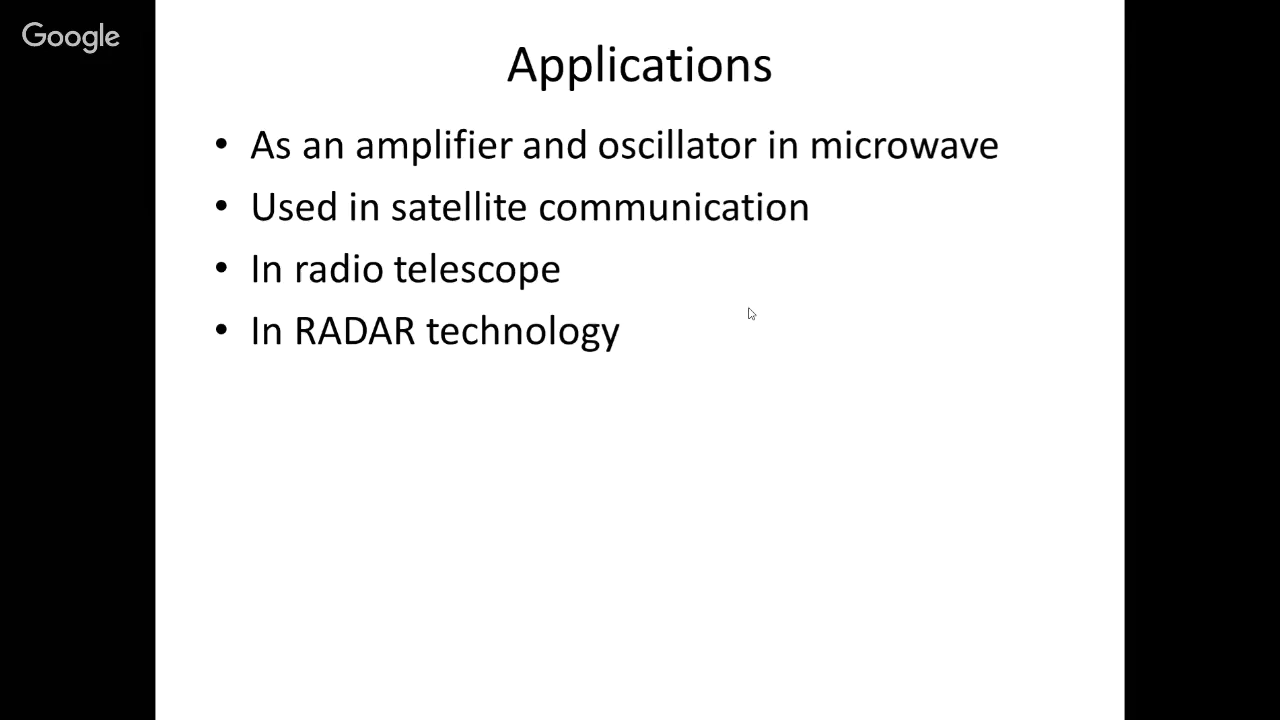 Google
Applications
• As an amplifier and oscillator in microwave
• Used in satellite communication
• In radio telescope
• In RADAR technology